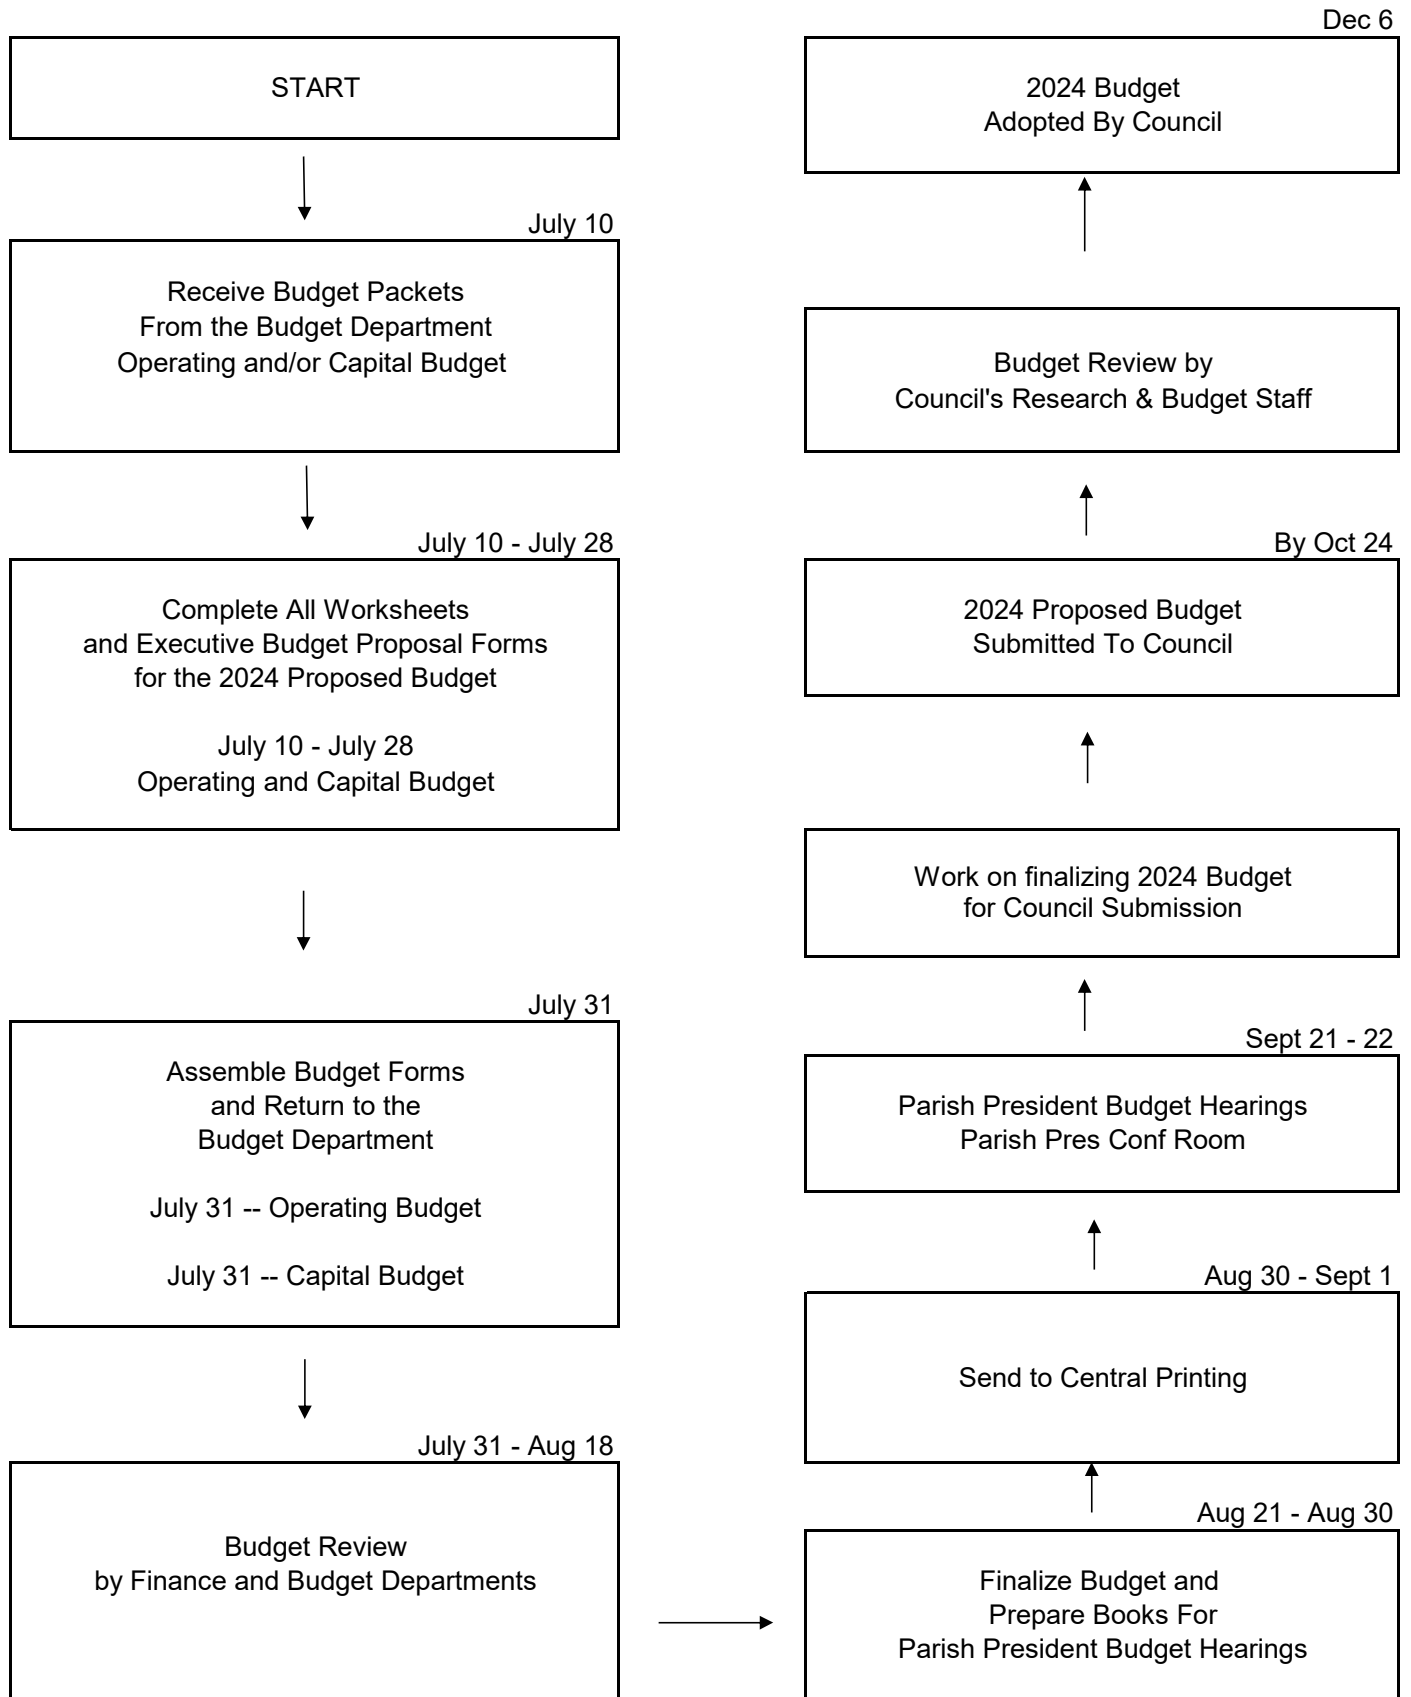 START
July 10
Receive Budget Packets
From the Budget Department
Operating and/or Capital Budget
July 10 - July 28
Complete All Worksheets
and Executive Budget Proposal Forms
for the 2024 Proposed Budget
July 10 - July 28
Operating and Capital Budget
July 31
Assemble Budget Forms
and Return to the
Budget Department
July 31 -- Operating Budget
July 31 -- Capital Budget
July 31 - Aug 18
Budget Review
by Finance and Budget Departments
Aug 21 - Aug 30
Finalize Budget and
Prepare Books For
Parish President Budget Hearings
Aug 30 - Sept 1
Send to Central Printing
Sept 21 - 22
Parish President Budget Hearings
Parish Pres Conf Room
Work on finalizing 2024 Budget
for Council Submission
By Oct 24
2024 Proposed Budget
Submitted To Council
Budget Review by
Council's Research & Budget Staff
Dec 6
2024 Budget
Adopted By Council